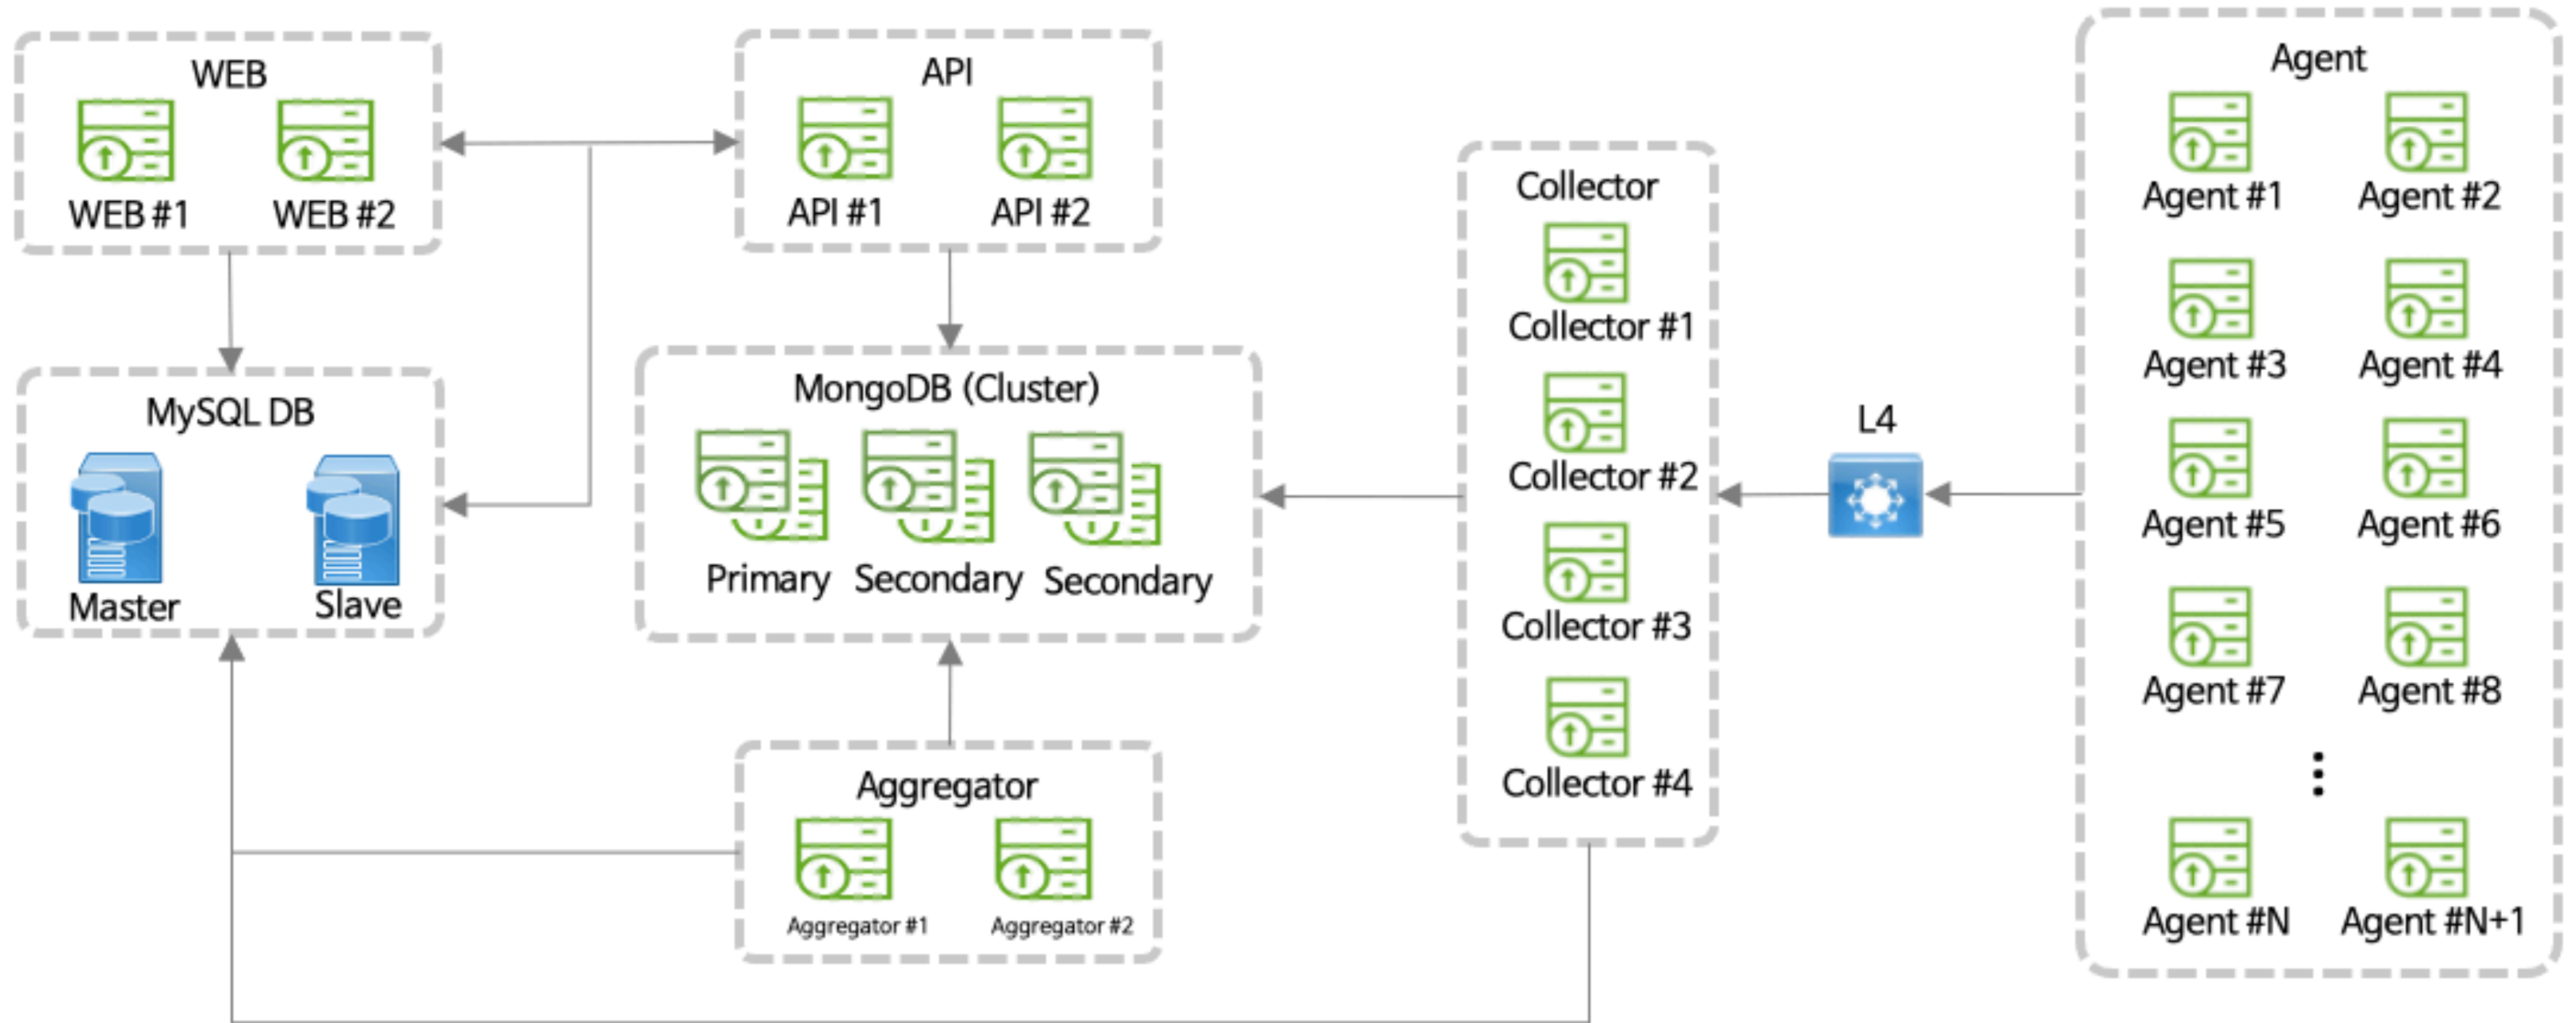 WEB
WEB #1
WEB #2
API
API #1
API #2
MySQL DB
Master
Slave
MongoDB (Cluster)
Primary
Secondary
Secondary
Aggregator
Aggregator #1
Aggregator #2
Collector
Collector #1
Collector #2
Collector #3
Collector #4
L4
Agent
Agent #1
Agent #2
Agent #3
Agent #4
Agent #5
Agent #6
Agent #7
Agent #8
Agent #N
Agent #N+1